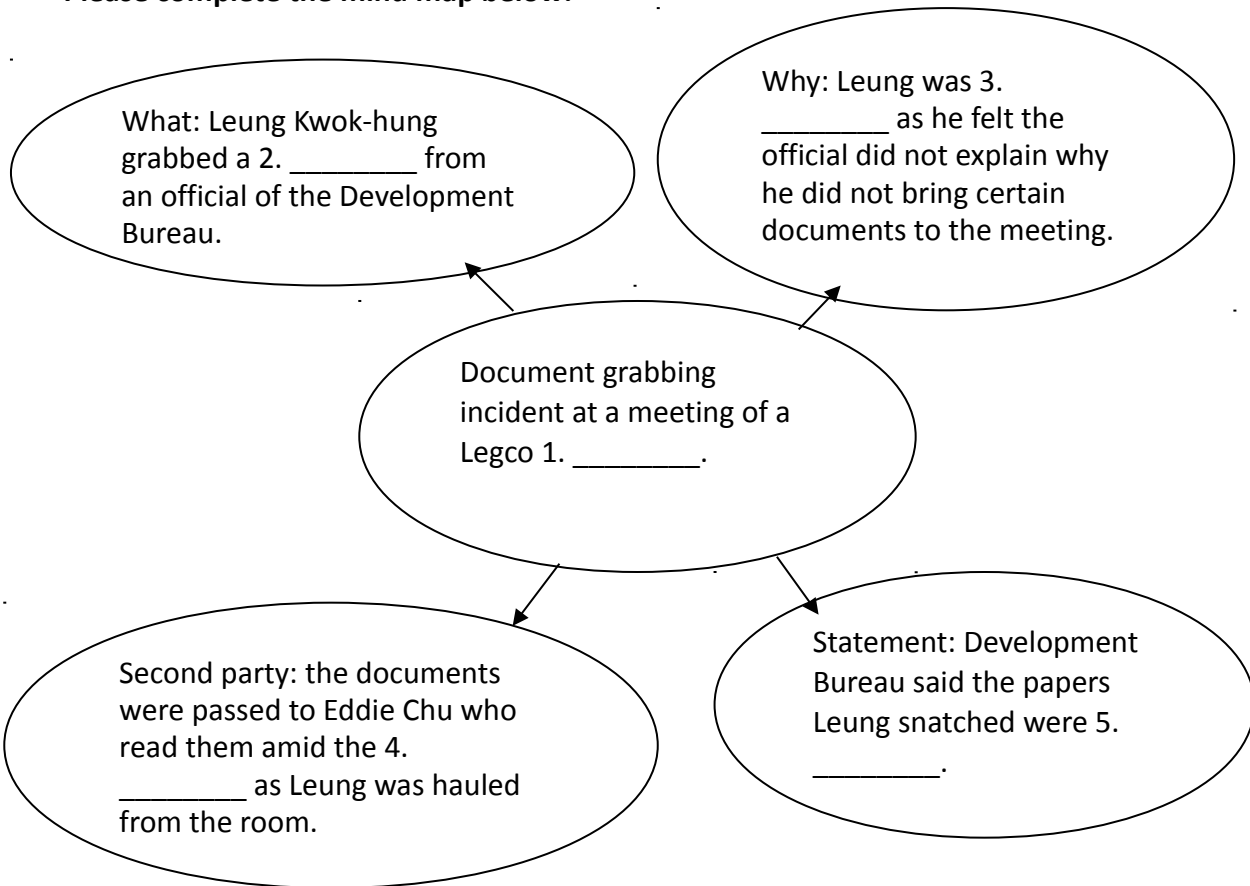 Please complete the mind map below.
What: Leung Kwok-hung
grabbed a 2. ________ from
an official of the Development
Bureau.
Why: Leung was 3.
________ as he felt the
official did not explain why
he did not bring certain
documents to the meeting.
Document grabbing
incident at a meeting of a
Legco 1. ________.
Second party: the documents
were passed to Eddie Chu who
read them amid the 4.
________ as Leung was hauled
from the room.
Statement: Development
Bureau said the papers
Leung snatched were 5.
________.